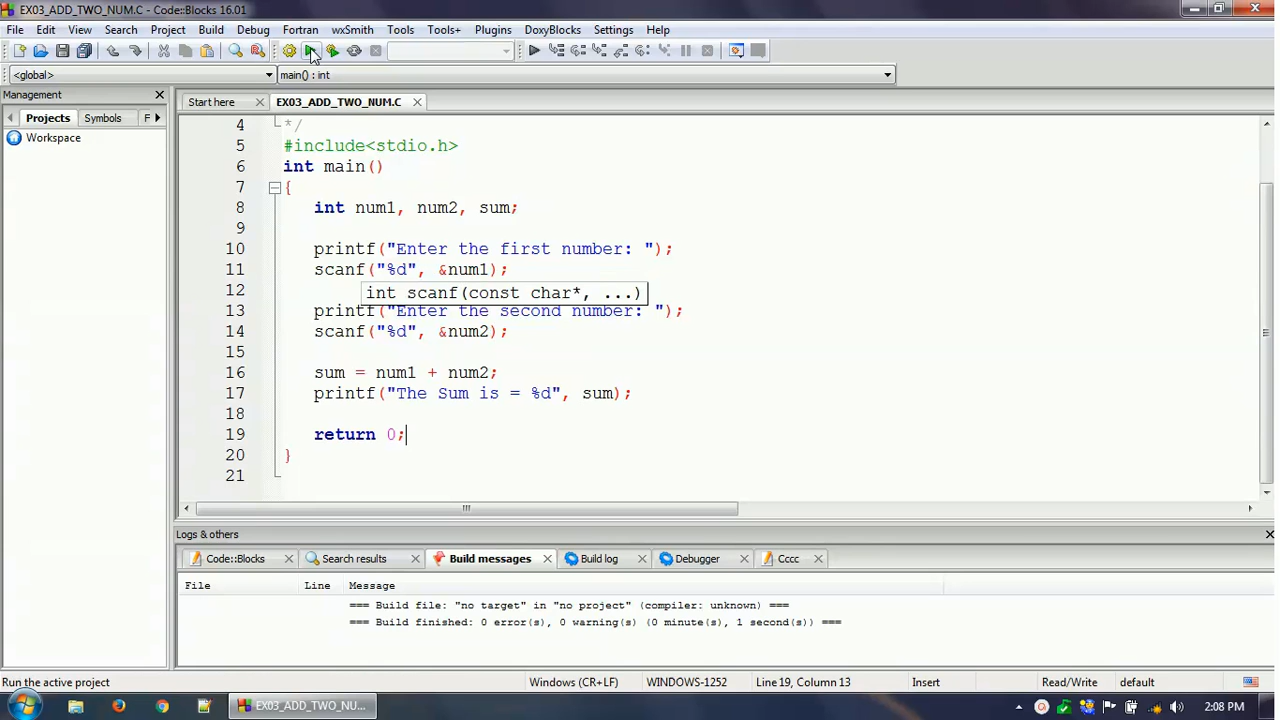 EX03_ADD_TWO_NUM.C - Code::Blocks 16.01
File Edit View Search Project Build Debug Fortran wxSmith Tools Tools+ Plugins DoxyBlocks Settings Help
<global> main() : int
Management
Projects Symbols F
Workspace
Start here EX03_ADD_TWO_NUM.C
4 */
5 #include<stdio.h>
6 int main()
7 {
8 int num1, num2, sum;
9
10 printf("Enter the first number: ");
11 scanf("%d", &num1);
12 int scanf(const char*, ...)
13 printf("Enter the second number: ");
14 scanf("%d", &num2);
15
16 sum = num1 + num2;
17 printf("The Sum is = %d", sum);
18
19 return 0;
20 }
21
Logs & others
Code::Blocks Search results Build messages Build log Debugger Cccc
File Line Message
=== Build file: "no target" in "no project" (compiler: unknown) ===
=== Build finished: 0 error(s), 0 warning(s) (0 minute(s), 1 second(s)) ===
Run the active project Windows (CR+LF) WINDOWS-1252 Line 19, Column 13 Insert Read/Write default
EX03_ADD_TWO_NU... 2:08 PM